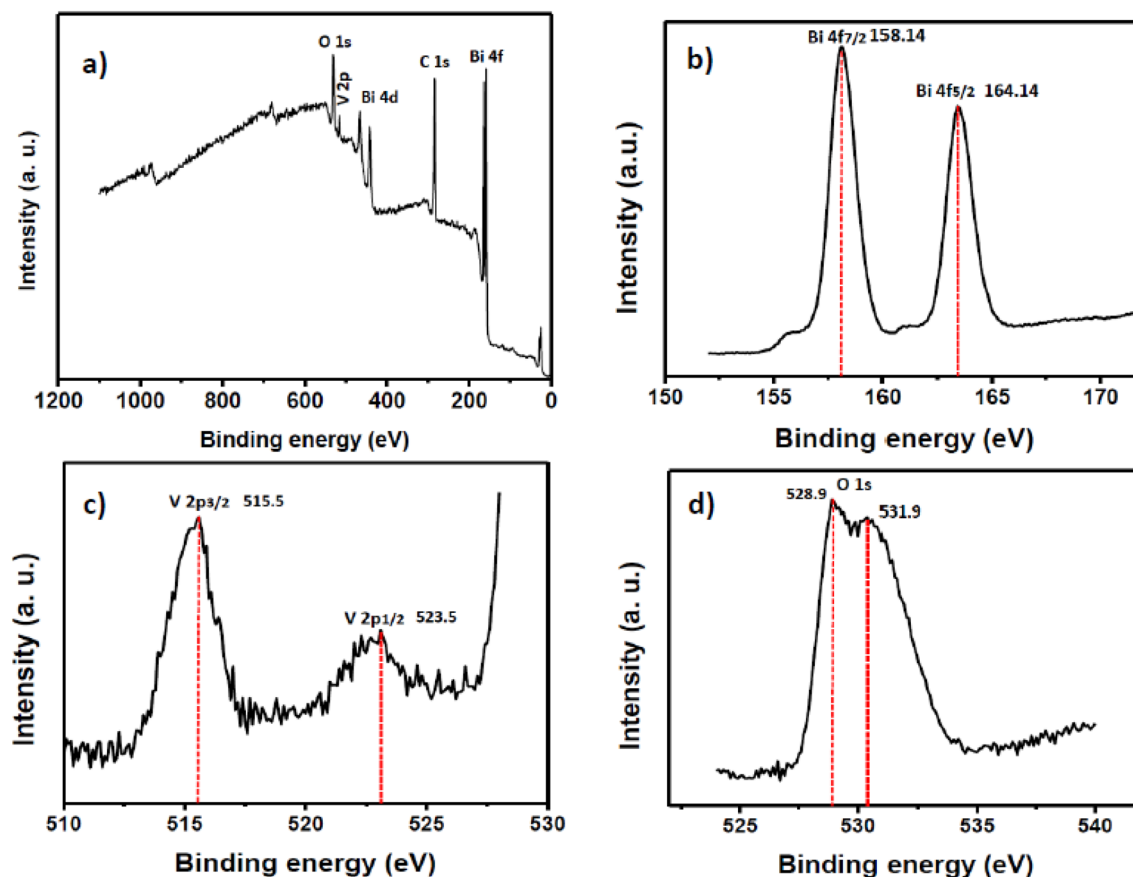 a)
O 1s
V 2p
Bi 4d
C 1s
Bi 4f
Intensity (a. u.)
1200 1000 800 600 400 200 0
Binding energy (eV)
b)
Bi 4f7/2 158.14
Bi 4f5/2 164.14
Intensity (a.u.)
150 155 160 165 170
Binding energy (eV)
c)
V 2p3/2 515.5
V 2p1/2 523.5
Intensity (a. u.)
510 515 520 525 530
Binding energy (eV)
d)
O 1s
528.9
531.9
Intensity (a. u.)
525 530 535 540
Binding energy (eV)